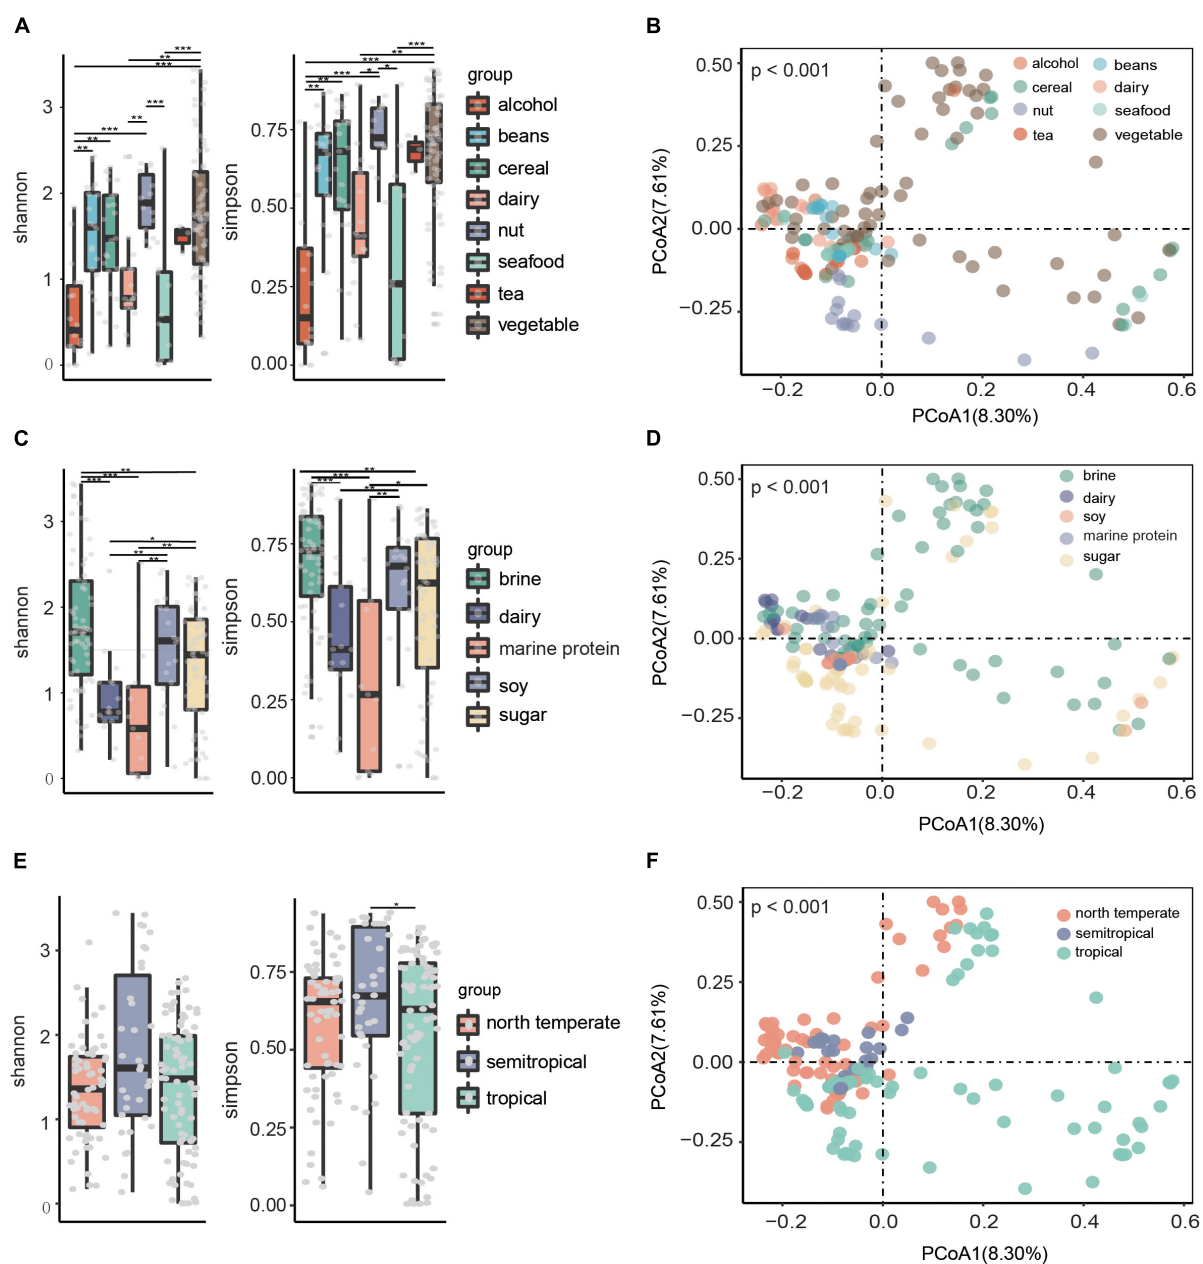 A
shannon
3
2
1
0
***
**
***
***
**
***
**
**
simpson
0.75
0.50
0.25
0.00
***
**
***
*
*
***
**
**
group
alcohol
beans
cereal
dairy
nut
seafood
tea
vegetable
B
p < 0.001
alcohol
beans
cereal
dairy
nut
seafood
tea
vegetable
PCoA2(7.61%)
0.50
0.25
0.00
−0.25
−0.2
0.0
0.2
0.4
0.6
PCoA1(8.30%)
C
shannon
3
2
1
0
**
***
***
*
**
**
**
simpson
0.75
0.50
0.25
0.00
**
***
***
*
**
**
group
brine
dairy
marine protein
soy
sugar
D
p < 0.001
brine
dairy
soy
marine protein
sugar
PCoA2(7.61%)
0.50
0.25
0.00
−0.25
−0.2
0.0
0.2
0.4
0.6
PCoA1(8.30%)
E
shannon
3
2
1
0
simpson
0.75
0.50
0.25
0.00
*
group
north temperate
semitropical
tropical
F
p < 0.001
north temperate
semitropical
tropical
PCoA2(7.61%)
0.50
0.25
0.00
−0.25
−0.2
0.0
0.2
0.4
0.6
PCoA1(8.30%)